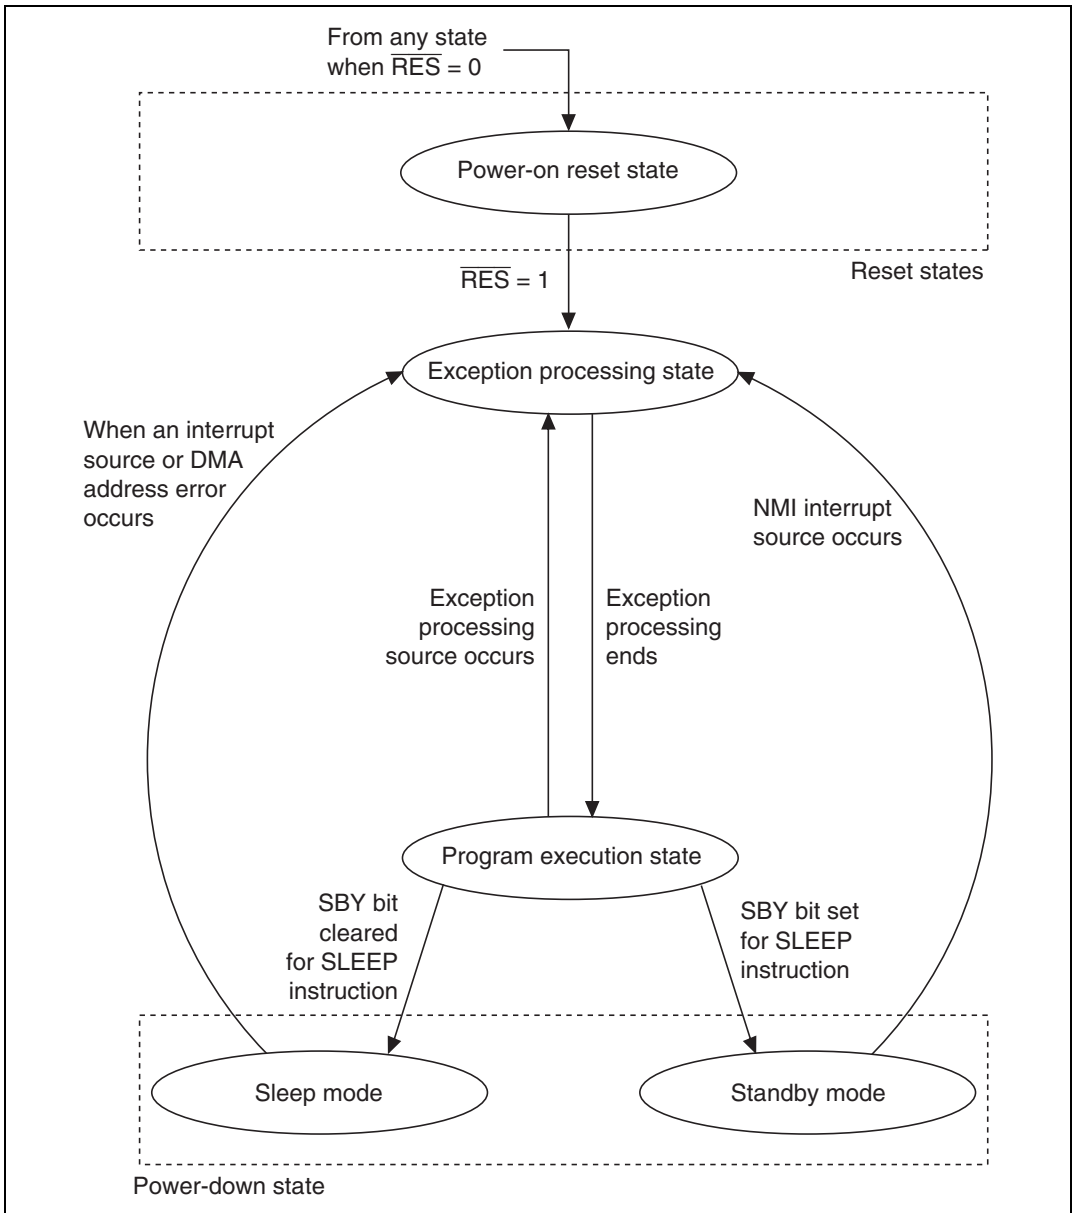 From any state
when R̅E̅S̅ = 0
Power-on reset state
Reset states
R̅E̅S̅ = 1
Exception processing state
When an interrupt
source or DMA
address error
occurs
NMI interrupt
source occurs
Exception
processing
source occurs
Exception
processing
ends
Program execution state
SBY bit
cleared
for SLEEP
instruction
SBY bit set
for SLEEP
instruction
Sleep mode
Standby mode
Power-down state